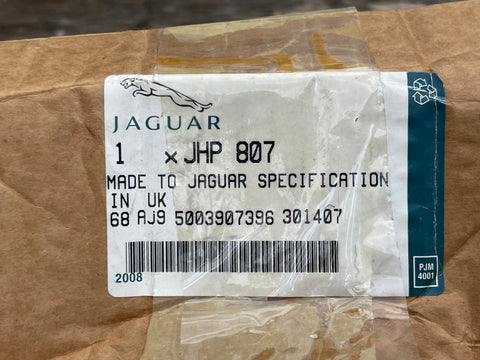 JAGUAR
1 x JHP 807
MADE TO JAGUAR SPECIFICATION
IN UK
68 AJ9 5003907396 301407
2008
PJM
4001